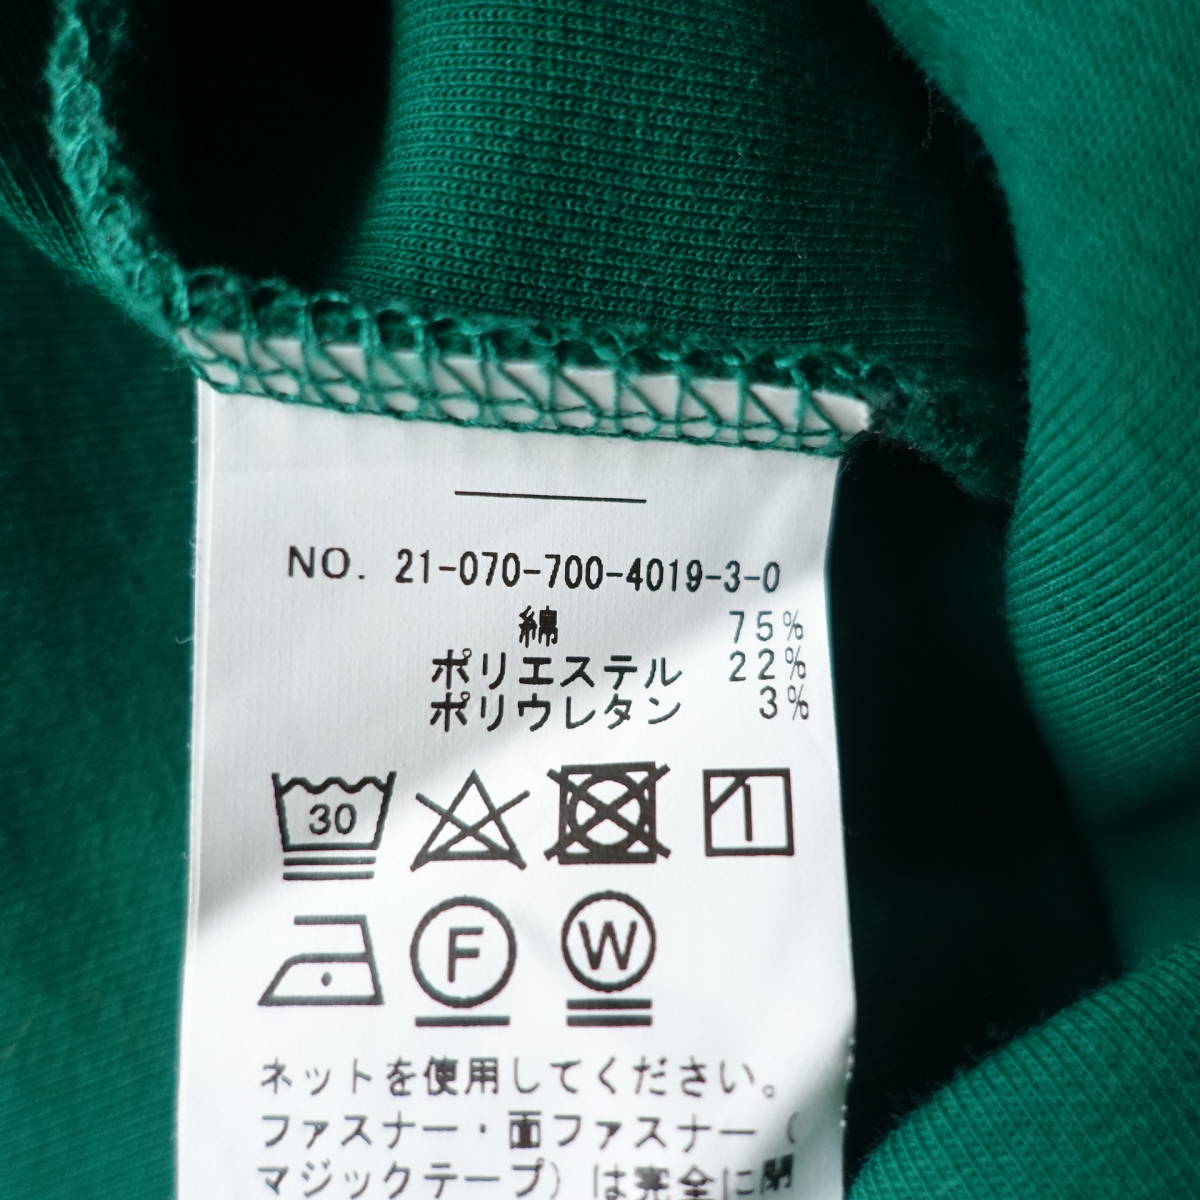 NO. 21-070-700-4019-3-0
綿 75%
ポリエステル 22%
ポリウレタン 3%
30
F W
ネットを使用してください。
ファスナー・面ファスナー(
マジックテープ)は完全に閉